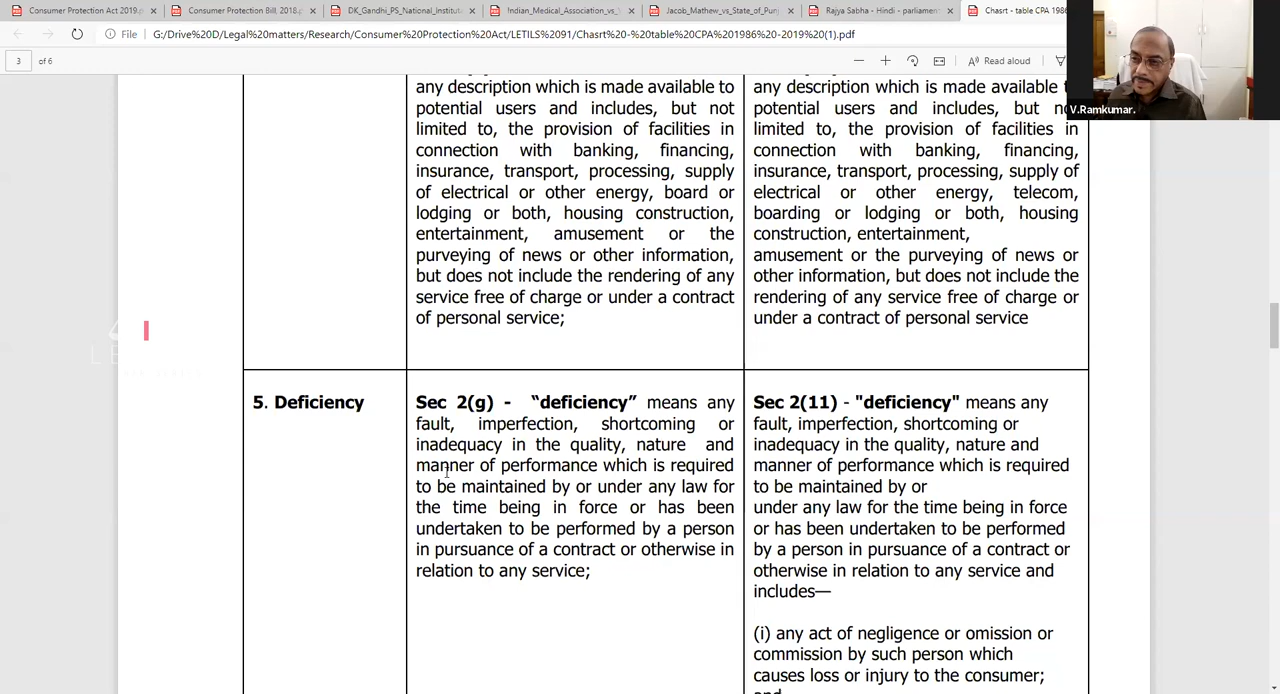 Consumer Protection Act 2019.p
Consumer Protection Bill, 2018.p
DK_Gandhi_PS_National_Institut
Indian_Medical_Association_vs_
Jacob_Mathew_vs_State_of_Pun
Rajya Sabha - Hindi - parliamen
Chasrt - table CPA 1986
File
G:/Drive%20D/Legal%20matters/Research/Consumer%20Protection%20Act/LETILS%2091/Chasrt%20-%20table%20CPA%201986%20-2019%20(1).pdf
3 of 6
Read aloud
V.Ramkumar.
any description which is made available to
potential users and includes, but not
limited to, the provision of facilities in
connection with banking, financing,
insurance, transport, processing, supply
of electrical or other energy, board or
lodging or both, housing construction,
entertainment, amusement or the
purveying of news or other information,
but does not include the rendering of any
service free of charge or under a contract
of personal service;
any description which is made available
potential users and includes, but
limited to, the provision of facilities in
connection with banking, financing,
insurance, transport, processing, supply of
electrical or other energy, telecom,
boarding or lodging or both, housing
construction, entertainment,
amusement or the purveying of news or
other information, but does not include the
rendering of any service free of charge or
under a contract of personal service
5. Deficiency
Sec 2(g) - “deficiency” means any
fault, imperfection, shortcoming or
inadequacy in the quality, nature and
manner of performance which is required
to be maintained by or under any law for
the time being in force or has been
undertaken to be performed by a person
in pursuance of a contract or otherwise in
relation to any service;
Sec 2(11) - "deficiency" means any
fault, imperfection, shortcoming or
inadequacy in the quality, nature and
manner of performance which is required
to be maintained by or
under any law for the time being in force
or has been undertaken to be performed
by a person in pursuance of a contract or
otherwise in relation to any service and
includes—
(i) any act of negligence or omission or
commission by such person which
causes loss or injury to the consumer;